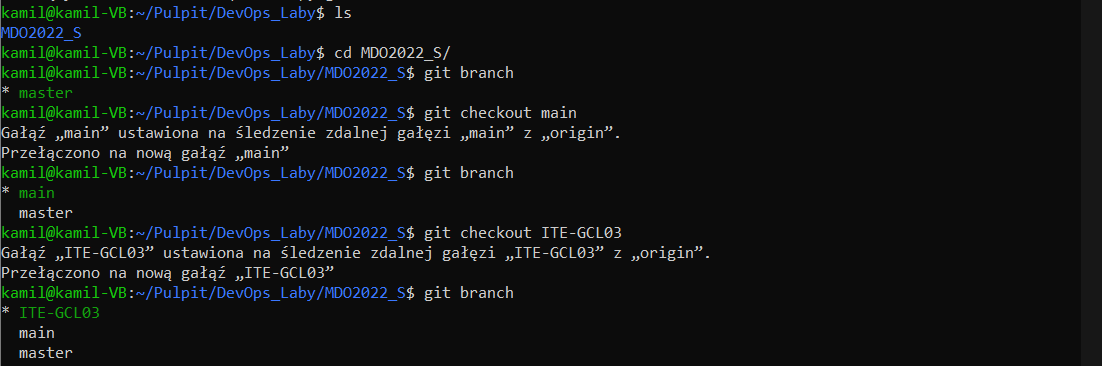 kamil@kamil-VB:~/Pulpit/DevOps_Laby$ ls
MDO2022_S
kamil@kamil-VB:~/Pulpit/DevOps_Laby$ cd MDO2022_S/
kamil@kamil-VB:~/Pulpit/DevOps_Laby/MDO2022_S$ git branch
* master
kamil@kamil-VB:~/Pulpit/DevOps_Laby/MDO2022_S$ git checkout main
Gałąź „main” ustawiona na śledzenie zdalnej gałęzi „main” z „origin”.
Przełączono na nową gałąź „main”
kamil@kamil-VB:~/Pulpit/DevOps_Laby/MDO2022_S$ git branch
* main
  master
kamil@kamil-VB:~/Pulpit/DevOps_Laby/MDO2022_S$ git checkout ITE-GCL03
Gałąź „ITE-GCL03” ustawiona na śledzenie zdalnej gałęzi „ITE-GCL03” z „origin”.
Przełączono na nową gałąź „ITE-GCL03”
kamil@kamil-VB:~/Pulpit/DevOps_Laby/MDO2022_S$ git branch
* ITE-GCL03
  main
  master